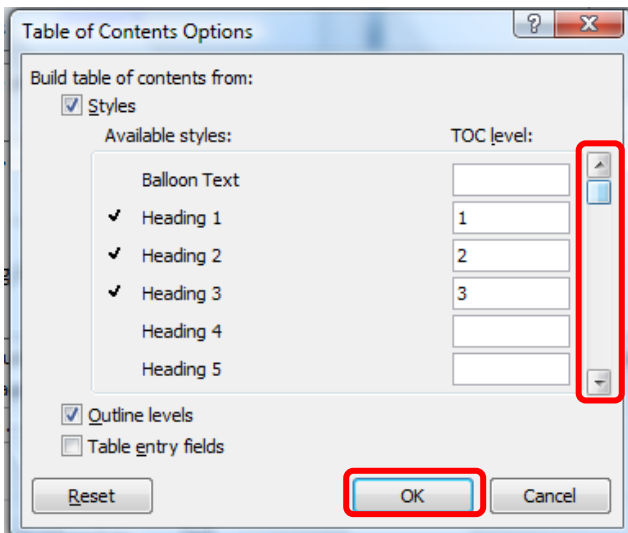 Table of Contents Options
Build table of contents from:
Styles
Available styles: TOC level:
Balloon Text
Heading 1 1
Heading 2 2
Heading 3 3
Heading 4
Heading 5
Outline levels
Table entry fields
Reset OK Cancel